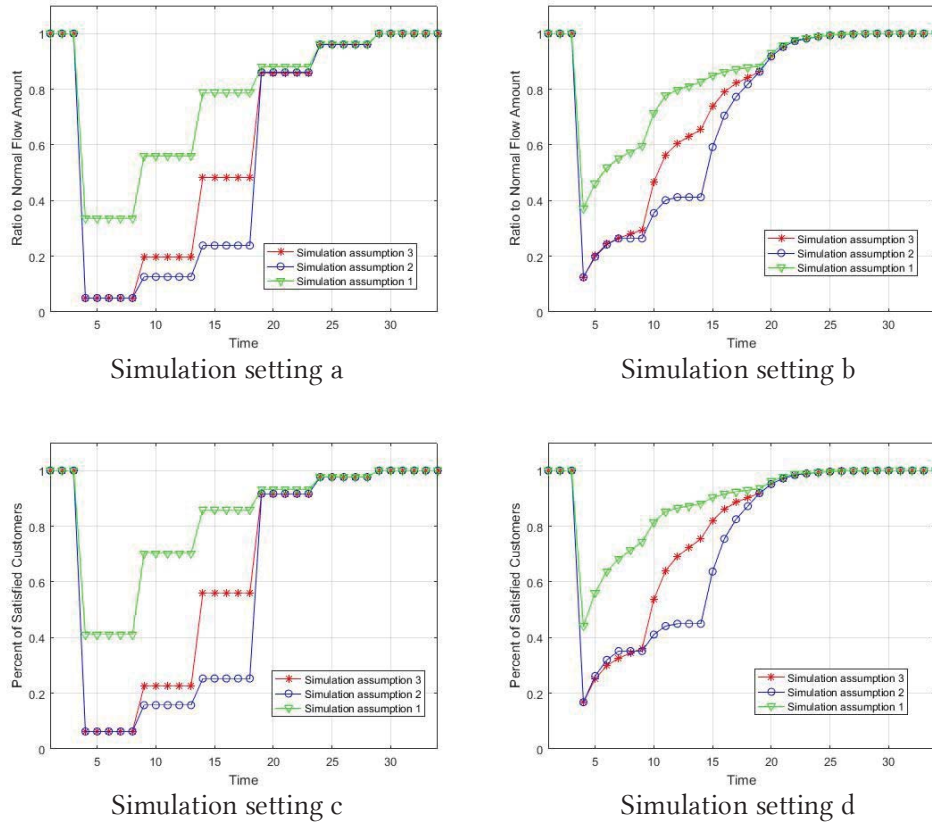 Ratio to Normal Flow Amount
1
0.8
0.6
0.4
0.2
0
5 10 15 20 25 30
Time
Simulation assumption 3
Simulation assumption 2
Simulation assumption 1
Simulation setting a
Ratio to Normal Flow Amount
1
0.8
0.6
0.4
0.2
0
5 10 15 20 25 30
Time
Simulation assumption 3
Simulation assumption 2
Simulation assumption 1
Simulation setting b
Percent of Satisfied Customers
1
0.8
0.6
0.4
0.2
0
5 10 15 20 25 30
Time
Simulation assumption 3
Simulation assumption 2
Simulation assumption 1
Simulation setting c
Percent of Satisfied Customers
1
0.8
0.6
0.4
0.2
0
5 10 15 20 25 30
Time
Simulation assumption 3
Simulation assumption 2
Simulation assumption 1
Simulation setting d